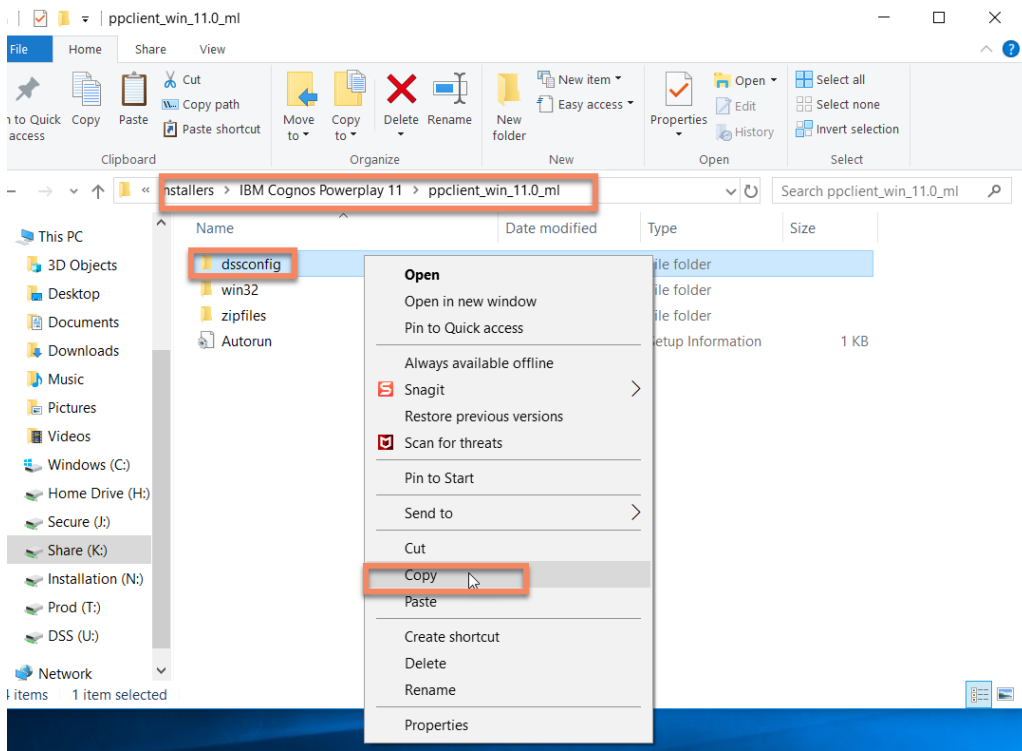 ppclient_win_11.0_ml
File Home Share View
to Quick access
Copy
Paste
Cut
Copy path
Paste shortcut
Clipboard
Move to
Copy to
Delete
Rename
Organize
New folder
New item
Easy access
New
Properties
Open
Edit
History
Open
Select all
Select none
Invert selection
Select
« nstallers > IBM Cognos Powerplay 11 > ppclient_win_11.0_ml
Search ppclient_win_11.0_ml
Name Date modified Type Size
This PC
3D Objects
Desktop
Documents
Downloads
Music
Pictures
Videos
Windows (C:)
Home Drive (H:)
Secure (J:)
Share (K:)
Installation (N:)
Prod (T:)
DSS (U:)
Network
dssconfig ile folder
win32 ile folder
zipfiles ile folder
Autorun etup Information 1 KB
Open
Open in new window
Pin to Quick access
Always available offline
Snagit
Restore previous versions
Scan for threats
Pin to Start
Send to
Cut
Copy
Paste
Create shortcut
Delete
Rename
Properties
items 1 item selected